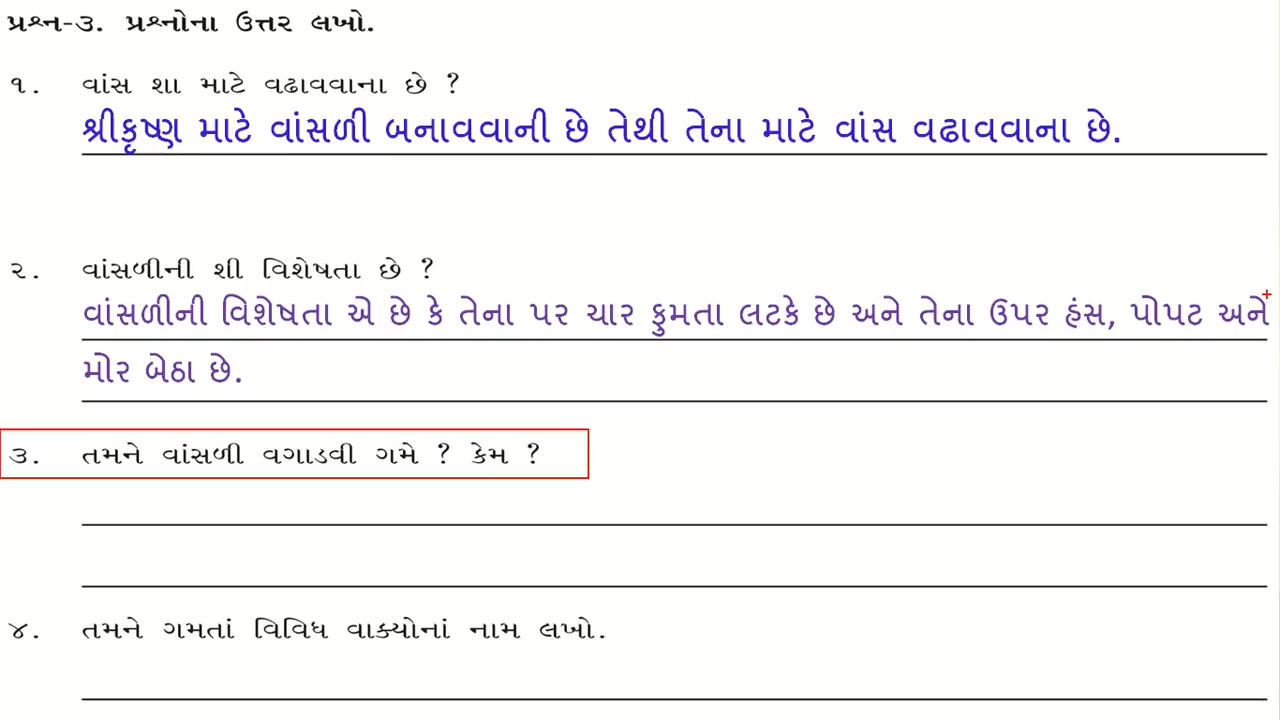 પ્રશ્ન-૩. પ્રશ્નોના ઉત્તર લખો.
૧. વાંસ શા માટે વઢાવવાના છે ?
શ્રીકૃષ્ણ માટે વાંસળી બનાવવાની છે તેથી તેના માટે વાંસ વઢાવવાના છે.
૨. વાંસળીની શી વિશેષતા છે ?
વાંસળીની વિશેષતા એ છે કે તેના પર ચાર ફુમતા લટકે છે અને તેના ઉપર હંસ, પોપટ અને
મોર બેઠા છે.
૩. તમને વાંસળી વગાડવી ગમે ? કેમ ?
૪. તમને ગમતાં વિવિધ વાક્યોનાં નામ લખો.